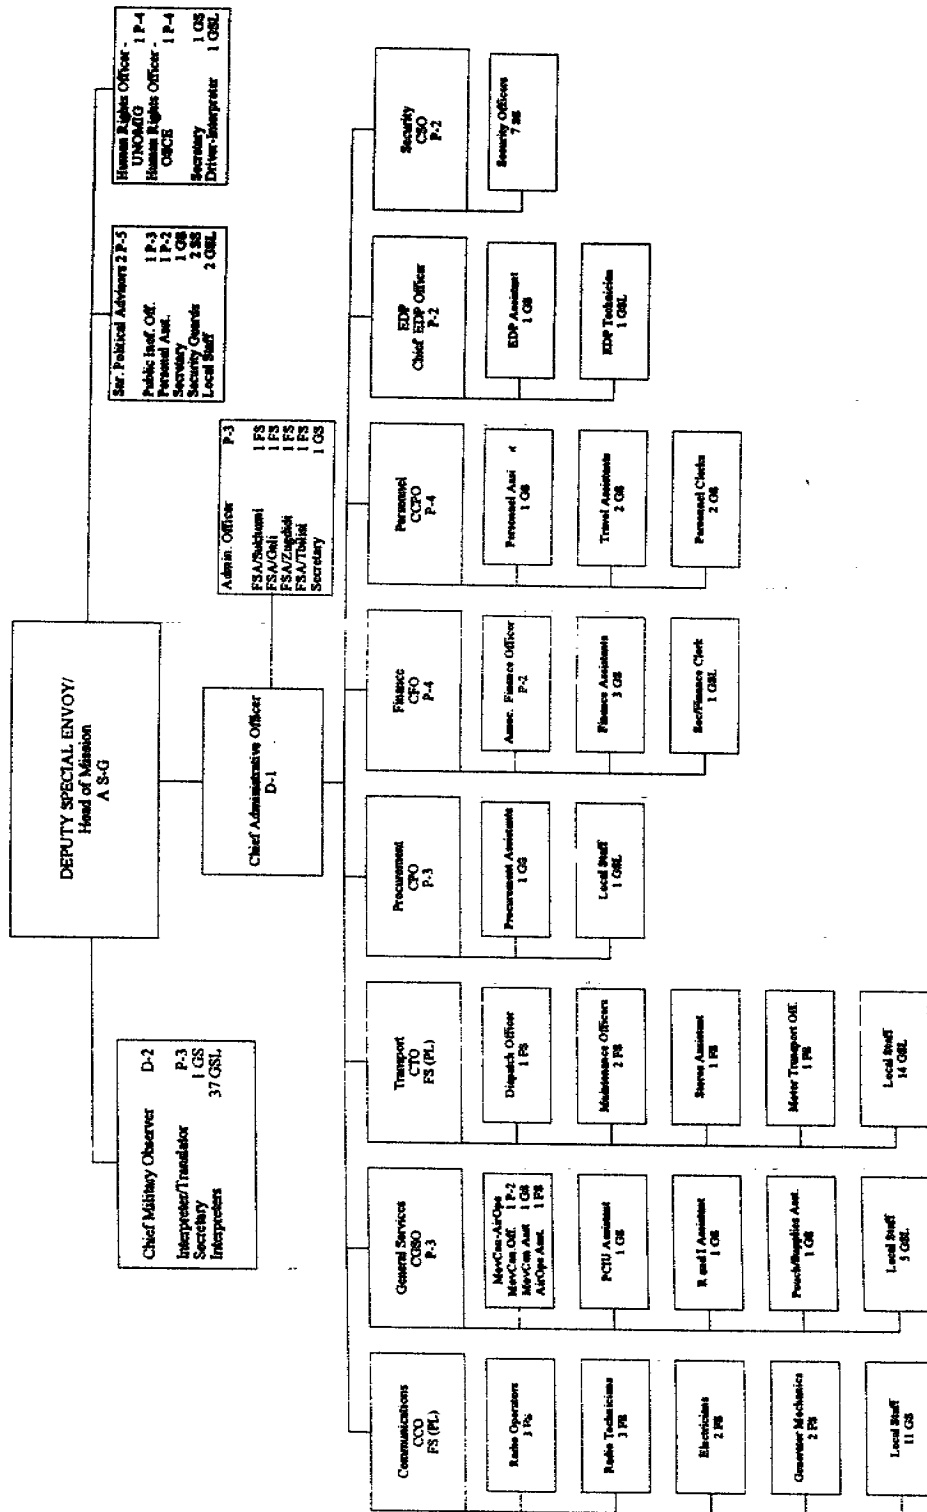 DEPUTY SPECIAL ENVOY/
Head of Mission
A S-G
Chief Military Observer D-2
Interpreter/Translator P-3
Secretary 1 GS
Interpreters 37 GSL
Snr. Political Advisors 2 P-5
Public Inof. Off. 1 P-3
Personal Asst. 1 P-2
Secretary 1 GS
Security Guards 2 SS
Local Staff 2 GSL
Human Rights Officer -
UNOMIG 1 P-4
Human Rights Officer -
OSCE 1 P-4
Secretary 1 GS
Driver-Interpreter 1 GSL
Chief Administrative Officer
D-1
Admin. Officer P-3
FSA/Sukhumi 1 FS
FSA/Gali 1 FS
FSA/Zugdidi 1 FS
FSA/Tbilisi 1 FS
Secretary 1 GS
Communications
CCO
FS (PL)
Radio Operators
3 FS
Radio Technicians
3 FS
Electricians
2 FS
Generator Mechanics
2 FS
Local Staff
11 GS
General Services
CGSO
P-3
MovCon-AirOps
MovCon Off. 1 P-2
MovCon Asst 1 GS
AirOps Asst. 1 FS
PCIU Assistant
1 GS
R and I Assistant
1 GS
Pouch/Supplies Asst.
1 GS
Local Staff
5 GSL
Transport
CTO
FS (PL)
Dispatch Officer
1 FS
Maintenance Officers
2 FS
Stores Assistant
1 FS
Motor Transport Off.
1 FS
Local Staff
14 GSL
Procurement
CPO
P-3
Procurement Assistants
1 GS
Local Staff
1 GSL
Finance
CFO
P-4
Assoc. Finance Officer
P-2
Finance Assistants
3 GS
Sec/Finance Clerk
1 GSL
Personnel
CCPO
P-4
Personnel
1 GS
Travel Assistants
2 GS
Personnel Clerks
2 GS
EDP
Chief EDP Officer
P-2
EDP Assistant
1 GS
EDP Technician
1 GSL
Security
CSO
P-2
Security Officers
7 SS